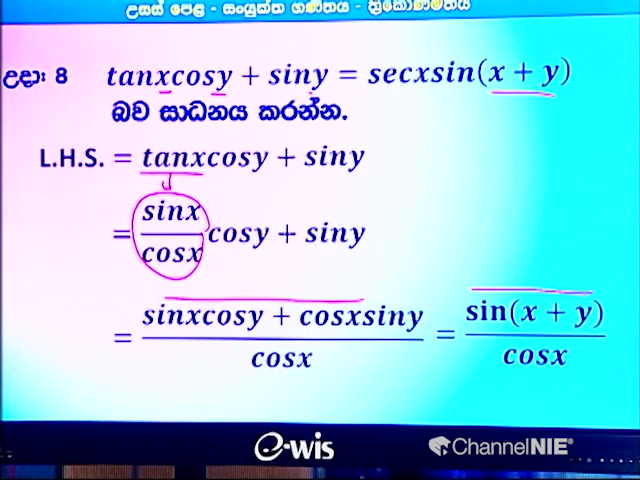 උසස් පෙළ - සංයුක්ත ගණිතය - ත්‍රිකෝණමිතිය
උදා: 8 tanxcosy + siny = secxsin(x + y)
බව සාධනය කරන්න.
L.H.S. = tanxcosy + siny
= sinx/cosx cosy + siny
= sinxcosy + cosxsiny/cosx = sin(x + y)/cosx
e-wis ChannelNIE